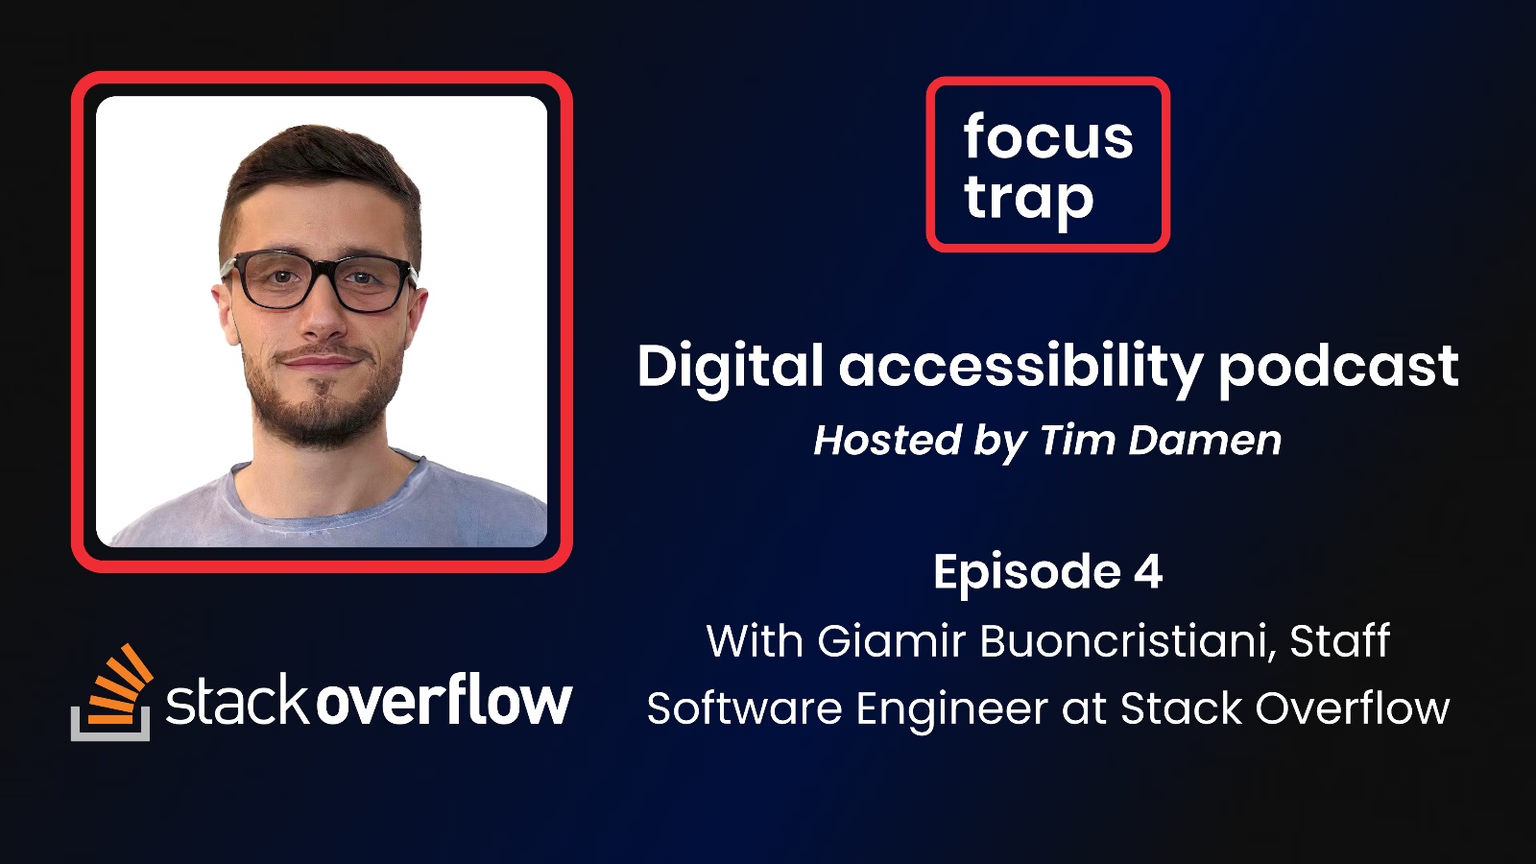 focus
trap
Digital accessibility podcast
Hosted by Tim Damen
Episode 4
With Giamir Buoncristiani, Staff
Software Engineer at Stack Overflow
stackoverflow